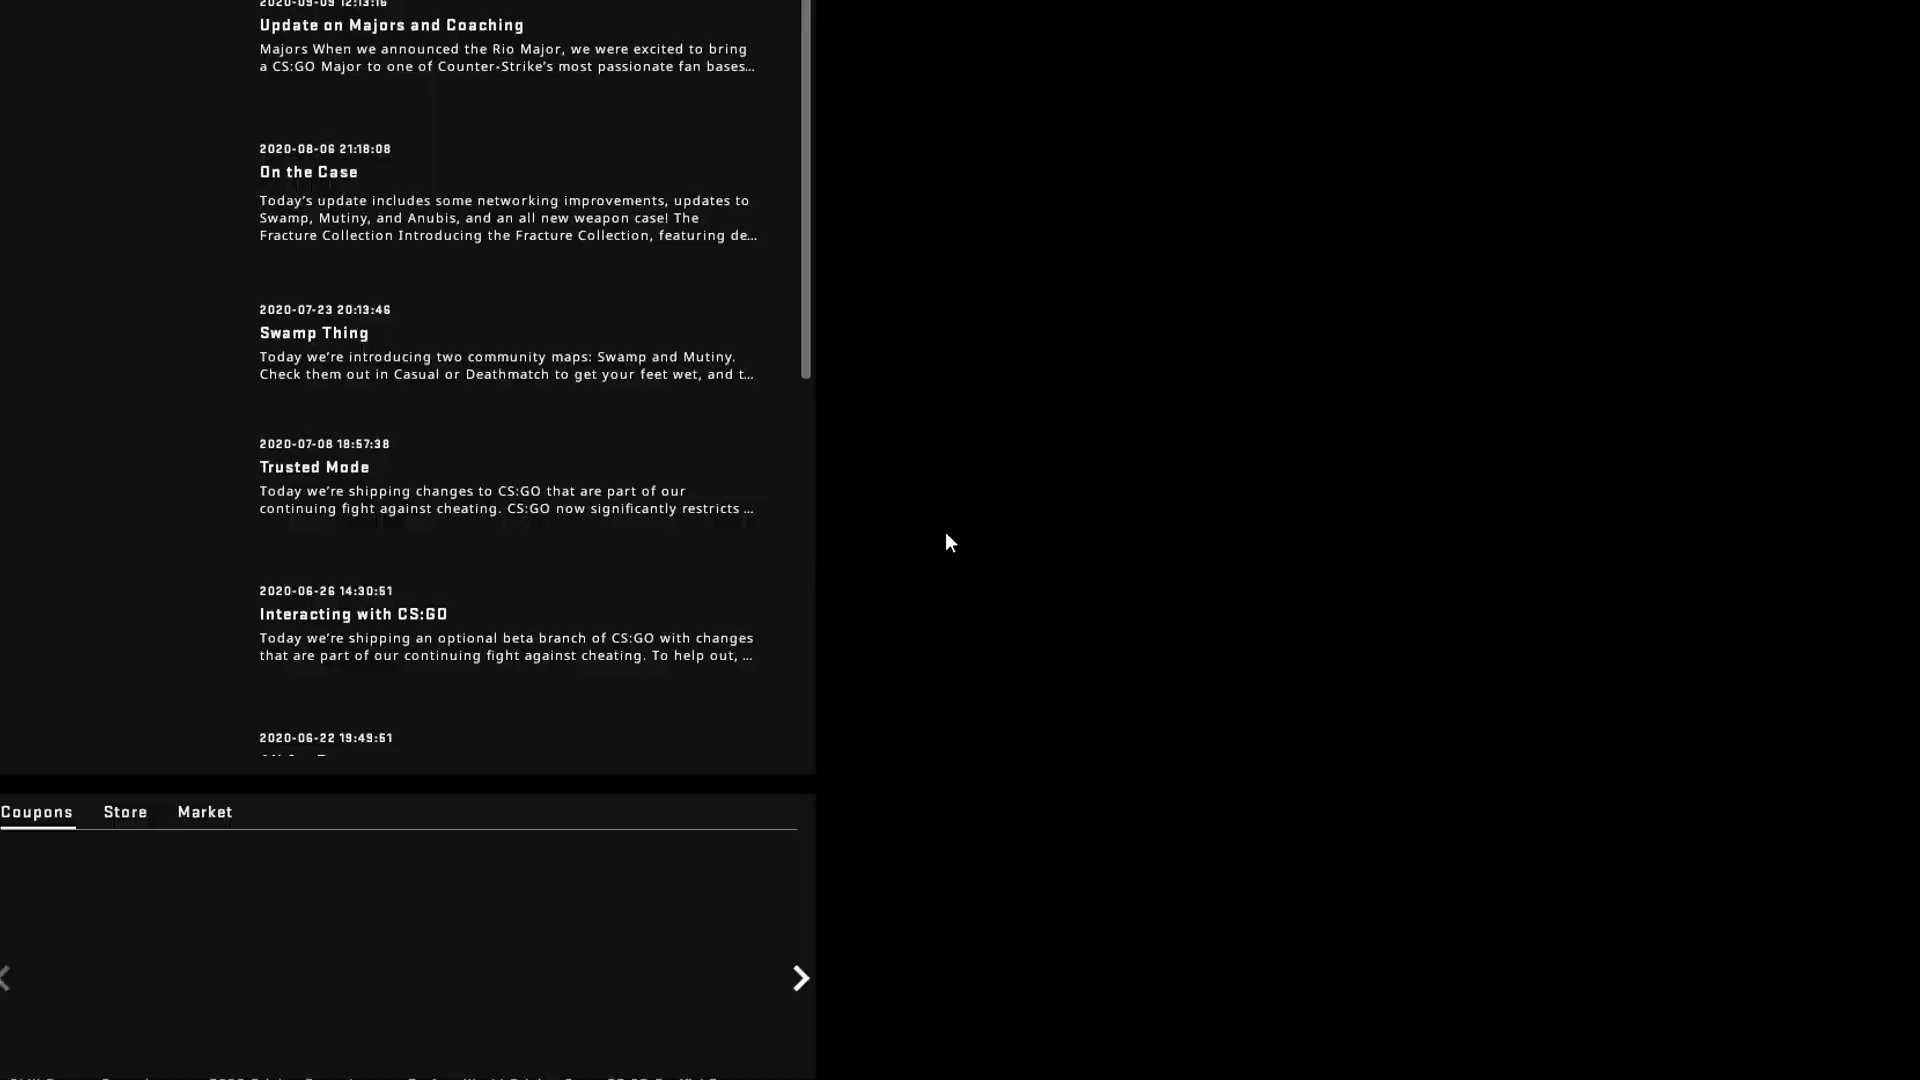 2020-09-09 12:13:16
Update on Majors and Coaching
Majors When we announced the Rio Major, we were excited to bring
a CS:GO Major to one of Counter-Strike’s most passionate fan bases...
2020-08-06 21:18:08
On the Case
Today’s update includes some networking improvements, updates to
Swamp, Mutiny, and Anubis, and an all new weapon case! The
Fracture Collection Introducing the Fracture Collection, featuring de...
2020-07-23 20:13:46
Swamp Thing
Today we’re introducing two community maps: Swamp and Mutiny.
Check them out in Casual or Deathmatch to get your feet wet, and t...
2020-07-08 18:57:38
Trusted Mode
Today we’re shipping changes to CS:GO that are part of our
continuing fight against cheating. CS:GO now significantly restricts ...
2020-06-26 14:30:51
Interacting with CS:GO
Today we’re shipping an optional beta branch of CS:GO with changes
that are part of our continuing fight against cheating. To help out, ...
2020-06-22 19:49:51
Coupons Store Market